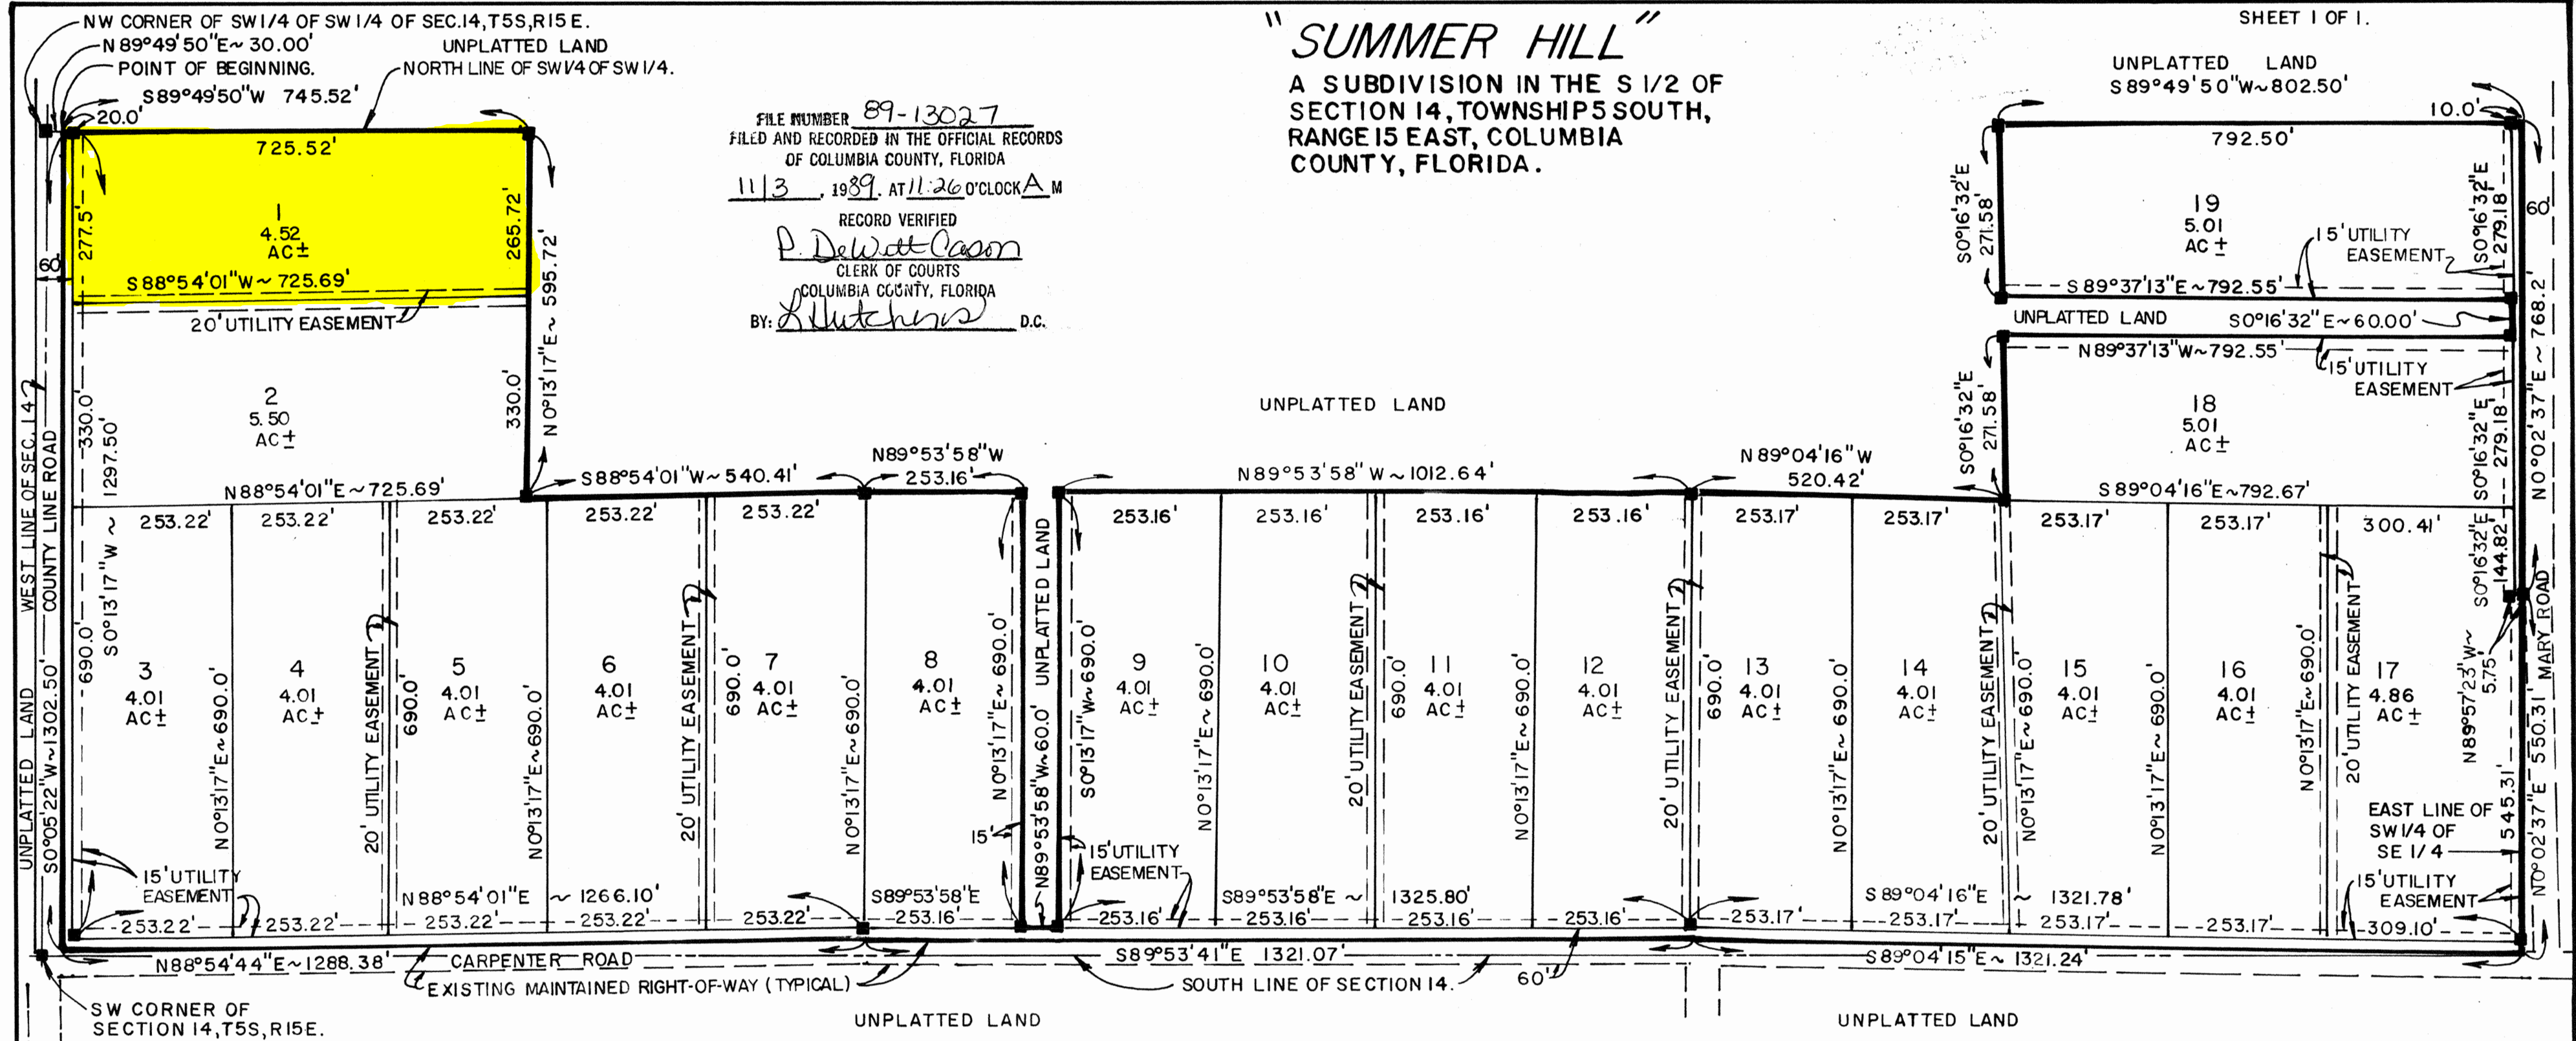 NW CORNER OF SW1/4 OF SW1/4 OF SEC.14,T5S,R15E.
N89°49'50"E~30.00'
POINT OF BEGINNING.
S89°49'50"W 745.52'
20.0'
UNPLATTED LAND
NORTH LINE OF SW1/4 OF SW1/4.
725.52'
277.5'
1
4.52
AC±
265.72'
60'
S88°54'01"W~725.69'
20' UTILITY EASEMENT
N0°13'17"E~595.72'
2
5.50
AC±
330.0'
330.0'
S0°13'17"W~1297.50'
N88°54'01"E~725.69'
FILE NUMBER 89-13027
FILED AND RECORDED IN THE OFFICIAL RECORDS
OF COLUMBIA COUNTY, FLORIDA
11/3, 1989. AT 11:26 O'CLOCK A M
RECORD VERIFIED
P. DeWitt Cason
CLERK OF COURTS
COLUMBIA COUNTY, FLORIDA
BY: L Hutchens D.C.
"SUMMER HILL"
A SUBDIVISION IN THE S 1/2 OF
SECTION 14, TOWNSHIP 5 SOUTH,
RANGE 15 EAST, COLUMBIA
COUNTY, FLORIDA.
SHEET 1 OF 1.
UNPLATTED LAND
S89°49'50"W~802.50'
10.0'
792.50'
S0°16'32"E
271.58'
19
5.01
AC±
S0°16'32"E
279.18'
60'
15' UTILITY
EASEMENT
S89°37'13"E~792.55'
UNPLATTED LAND
S0°16'32"E~60.00'
N89°37'13"W~792.55'
15' UTILITY
EASEMENT
S0°16'32"E
271.58'
18
5.01
AC±
S0°16'32"E
279.18'
N0°02'37"E~768.2'
S89°04'16"E~792.67'
UNPLATTED LAND
S88°54'01"W~540.41'
N89°53'58"W
253.16'
N89°53'58"W~1012.64'
N89°04'16"W
520.42'
WEST LINE OF SEC. 14
COUNTY LINE ROAD
UNPLATTED LAND
S0°05'22"W~1302.50'
253.22'
253.22'
253.22'
253.22'
253.22'
253.16'
253.16'
253.16'
253.16'
253.17'
253.17'
253.17'
253.17'
300.41'
690.0'
3
4.01
AC±
N0°13'17"E~690.0'
4
4.01
AC±
20' UTILITY EASEMENT
690.0'
5
4.01
AC±
N0°13'17"E~690.0'
6
4.01
AC±
20' UTILITY EASEMENT
690.0'
7
4.01
AC±
N0°13'17"E~690.0'
8
4.01
AC±
N0°13'17"E~690.0'
15'
UNPLATTED LAND
N89°53'58"W~60.0'
S0°13'17"W~690.0'
9
4.01
AC±
N0°13'17"E~690.0'
10
4.01
AC±
20' UTILITY EASEMENT
690.0'
11
4.01
AC±
N0°13'17"E~690.0'
12
4.01
AC±
20' UTILITY EASEMENT
690.0'
13
4.01
AC±
N0°13'17"E~690.0'
14
4.01
AC±
20' UTILITY EASEMENT
N0°13'17"E~690.0'
15
4.01
AC±
N0°13'17"E~690.0'
16
4.01
AC±
N0°13'17"E~690.0'
20' UTILITY EASEMENT
17
4.86
AC±
S0°16'32"E
144.82'
N89°57'23"W~
5.75'
MARY ROAD
N0°02'37"E 550.31'
545.31'
EAST LINE OF
SW1/4 OF
SE 1/4
15' UTILITY
EASEMENT
15' UTILITY
EASEMENT
N88°54'01"E ~ 1266.10'
S89°53'58"E
15' UTILITY
EASEMENT
S89°53'58"E~ 1325.80'
S89°04'16"E ~ 1321.78'
253.22'
253.22'
253.22'
253.22'
253.22'
253.16'
253.16'
253.16'
253.16'
253.16'
253.17'
253.17'
253.17'
253.17'
309.10'
N88°54'44"E~1288.38'
CARPENTER ROAD
S89°53'41"E 1321.07'
S89°04'15"E~1321.24'
EXISTING MAINTAINED RIGHT-OF-WAY (TYPICAL)
SOUTH LINE OF SECTION 14.
60'
SW CORNER OF
SECTION 14,T5S,R15E.
UNPLATTED LAND
UNPLATTED LAND